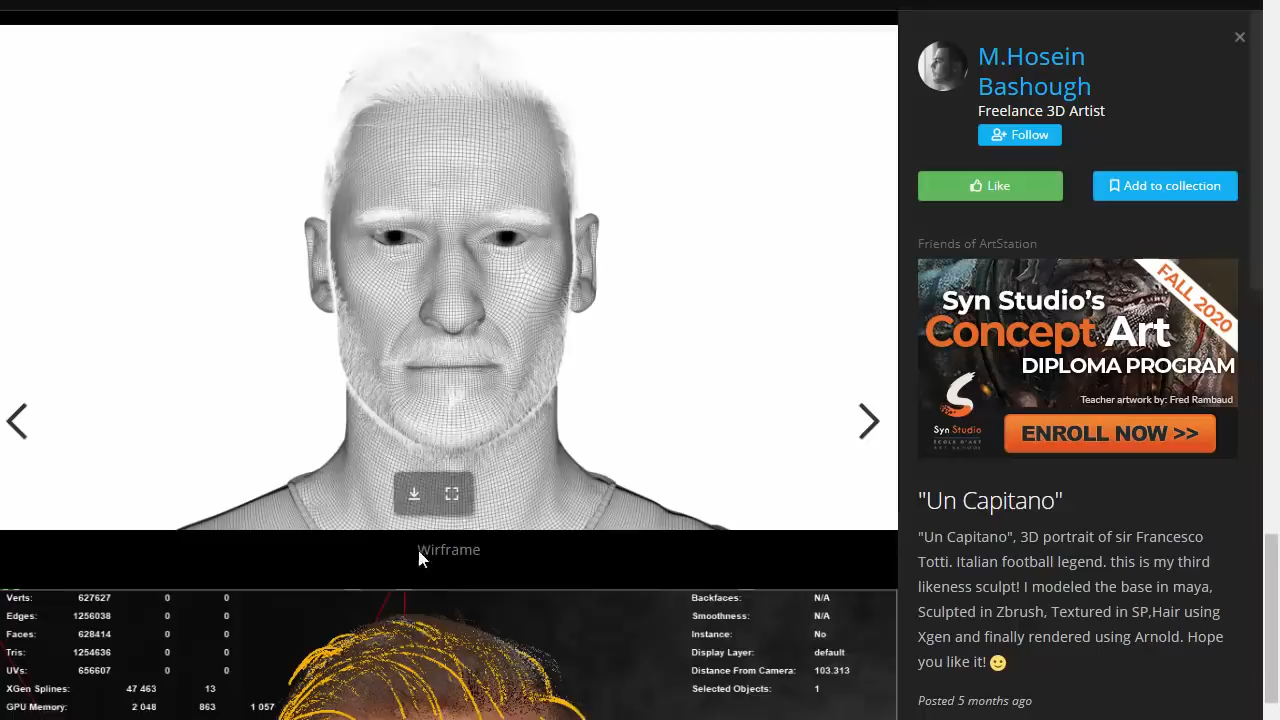 M.Hosein
Bashough
Freelance 3D Artist
Follow
Like
Add to collection
Friends of ArtStation
FALL 2020
Syn Studio's
Concept Art
DIPLOMA PROGRAM
Teacher artwork by: Fred Rambaud
Syn Studio
ÉCOLE D'ART
ART SCHOOL
ENROLL NOW >>
"Un Capitano"
"Un Capitano", 3D portrait of sir Francesco
Totti. Italian football legend. this is my third
likeness sculpt! I modeled the base in maya,
Sculpted in Zbrush, Textured in SP,Hair using
Xgen and finally rendered using Arnold. Hope
you like it! 🙂
Posted 5 months ago
Wirframe
Verts: 627627 0 0
Edges: 1256038 0 0
Faces: 628414 0 0
Tris: 1254636 0 0
UVs: 656607 0 0
XGen Splines: 47 463 13
GPU Memory: 2 048 863 1 057
Backfaces: N/A
Smoothness: N/A
Instance: No
Display Layer: default
Distance From Camera: 103.313
Selected Objects: 1